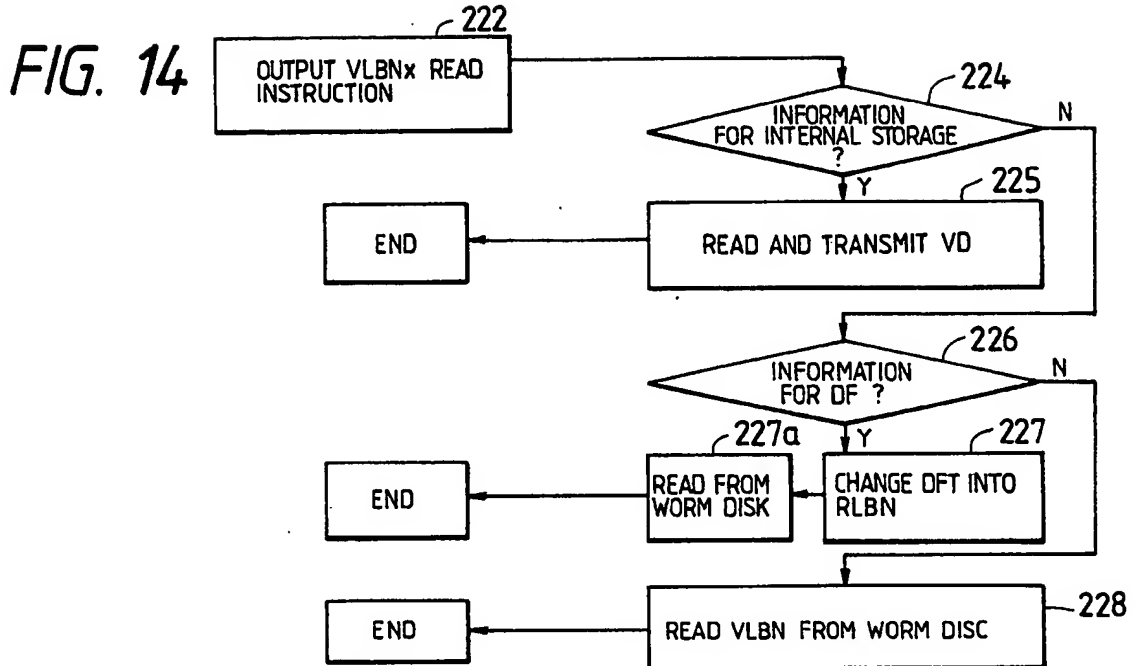 FIG. 14
222
OUTPUT VLBNx READ
INSTRUCTION
224
INFORMATION
FOR INTERNAL STORAGE
?
N
Y
225
READ AND TRANSMIT VD
END
226
INFORMATION
FOR DF ?
N
Y
227
CHANGE DFT INTO
RLBN
227a
READ FROM
WORM DISK
END
228
READ VLBN FROM WORM DISC
END